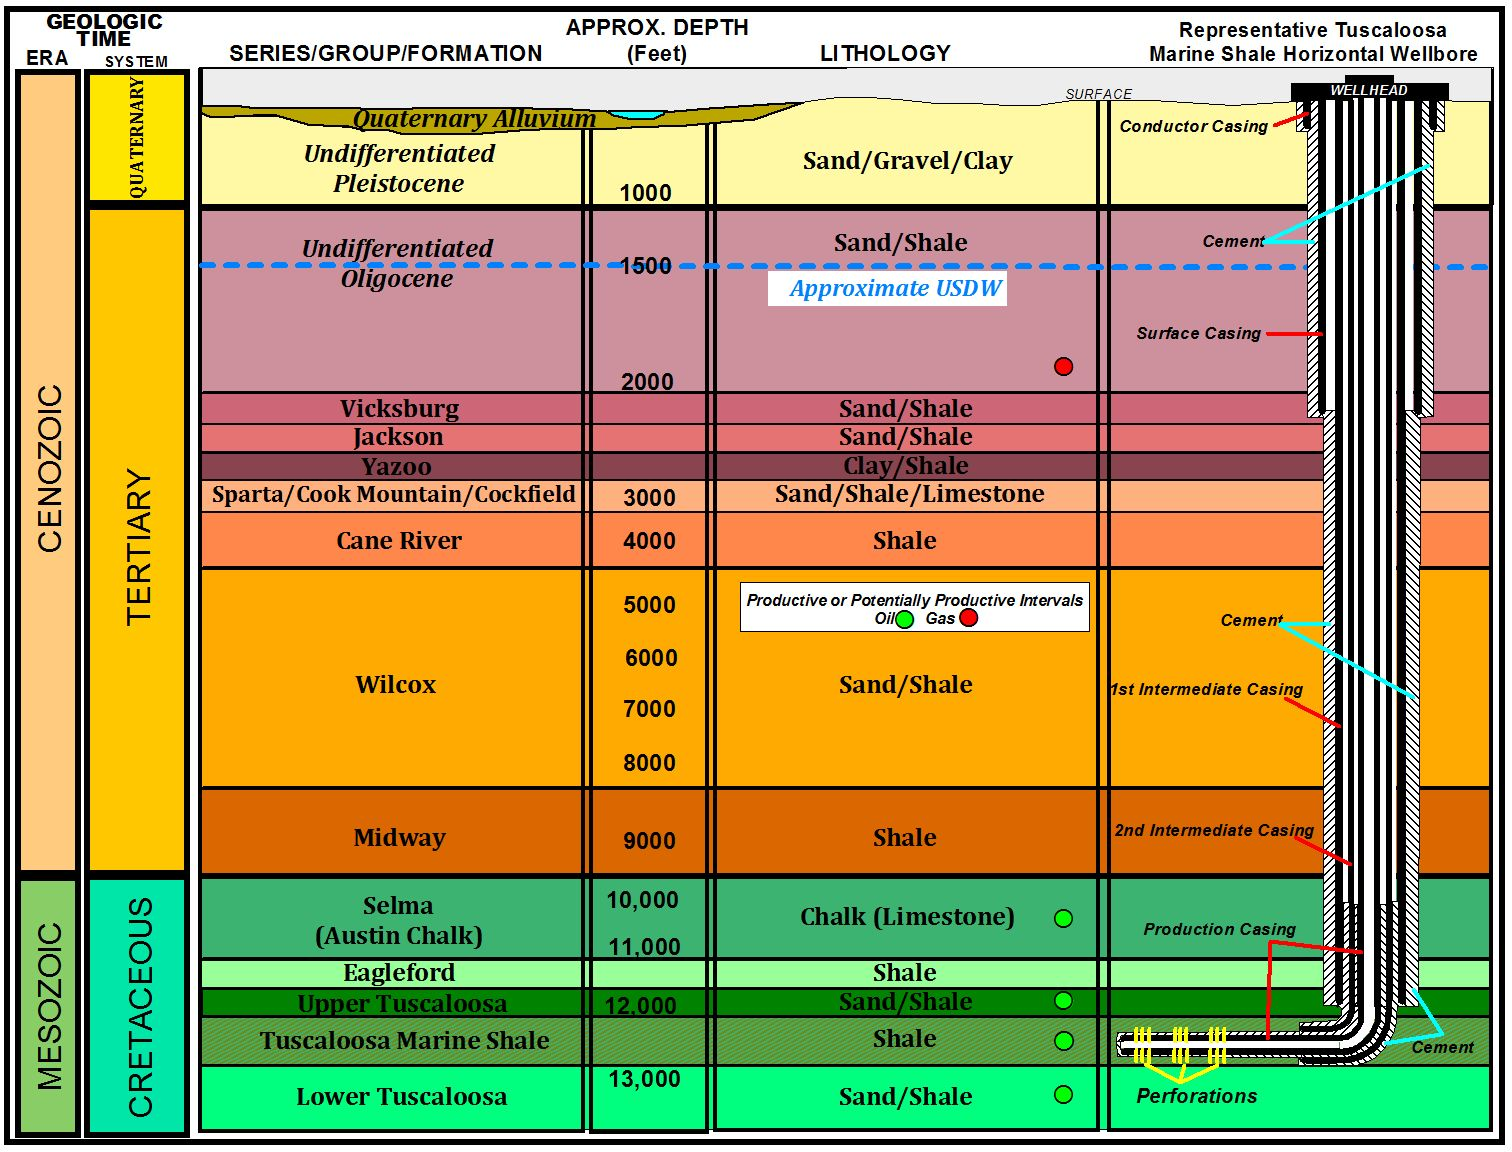 GEOLOGIC
TIME
ERA
SYSTEM
SERIES/GROUP/FORMATION
APPROX. DEPTH
(Feet)
LITHOLOGY
Representative Tuscaloosa
Marine Shale Horizontal Wellbore
CENOZOIC
MESOZOIC
QUATERNARY
TERTIARY
CRETACEOUS
SURFACE
WELLHEAD
Quaternary Alluvium
Conductor Casing
Undifferentiated
Pleistocene
1000
Sand/Gravel/Clay
Cement
Undifferentiated
Oligocene
1500
2000
Sand/Shale
Approximate USDW
Surface Casing
Vicksburg
Sand/Shale
Jackson
Sand/Shale
Yazoo
Clay/Shale
Sparta/Cook Mountain/Cockfield
3000
Sand/Shale/Limestone
Cane River
4000
Shale
Productive or Potentially Productive Intervals
Oil Gas
Wilcox
5000
6000
7000
8000
Sand/Shale
Cement
1st Intermediate Casing
Midway
9000
Shale
2nd Intermediate Casing
Selma
(Austin Chalk)
10,000
11,000
Chalk (Limestone)
Production Casing
Eagleford
Shale
Upper Tuscaloosa
12,000
Sand/Shale
Tuscaloosa Marine Shale
Shale
Cement
Lower Tuscaloosa
13,000
Sand/Shale
Perforations